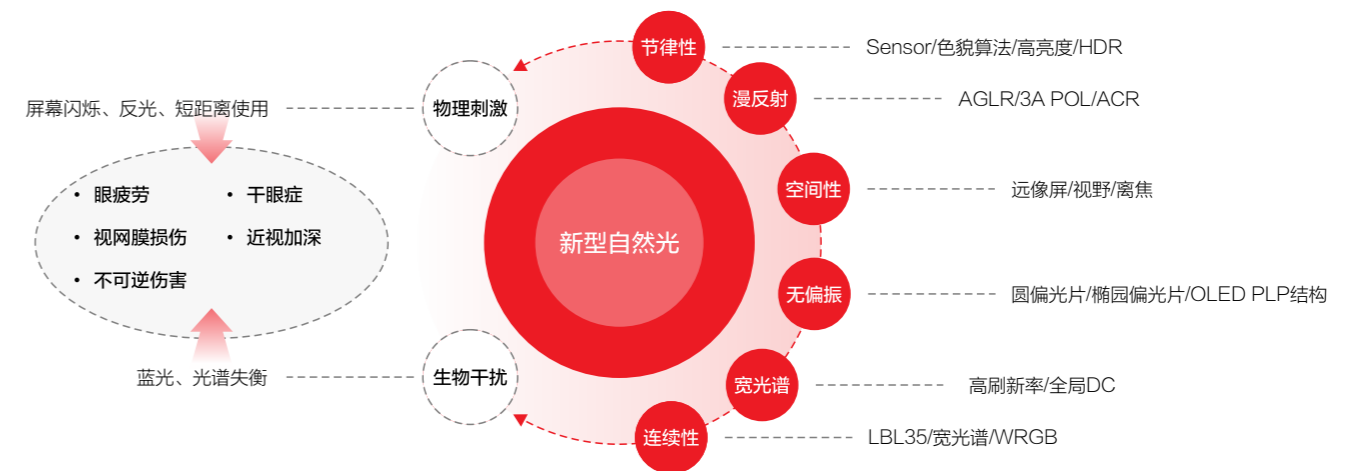 节律性
Sensor/色貌算法/高亮度/HDR
漫反射
AGLR/3A POL/ACR
物理刺激
屏幕闪烁、反光、短距离使用
• 眼疲劳
• 干眼症
• 视网膜损伤
• 近视加深
• 不可逆伤害
空间性
远像屏/视野/离焦
新型自然光
无偏振
圆偏光片/椭园偏光片/OLED PLP结构
蓝光、光谱失衡
生物干扰
宽光谱
高刷新率/全局DC
连续性
LBL35/宽光谱/WRGB